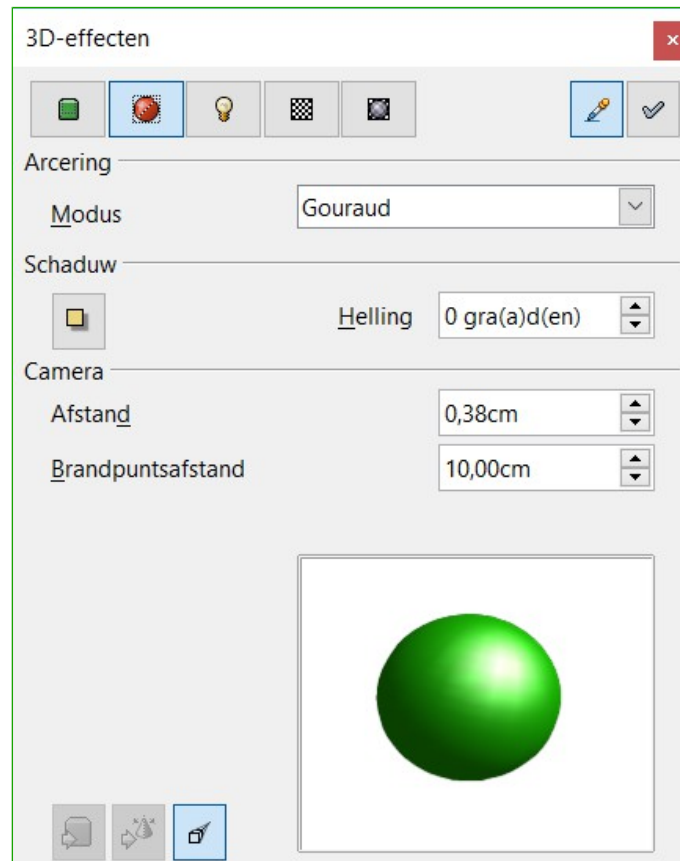 3D-effecten
Arcering
Modus Gouraud
Schaduw
Helling 0 gra(a)d(en)
Camera
Afstand 0,38cm
Brandpuntsafstand 10,00cm